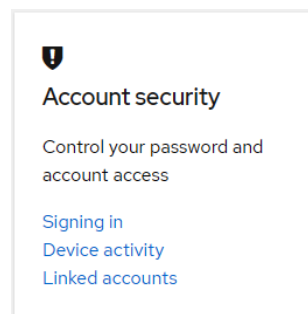 Account security
Control your password and
account access
Signing in
Device activity
Linked accounts